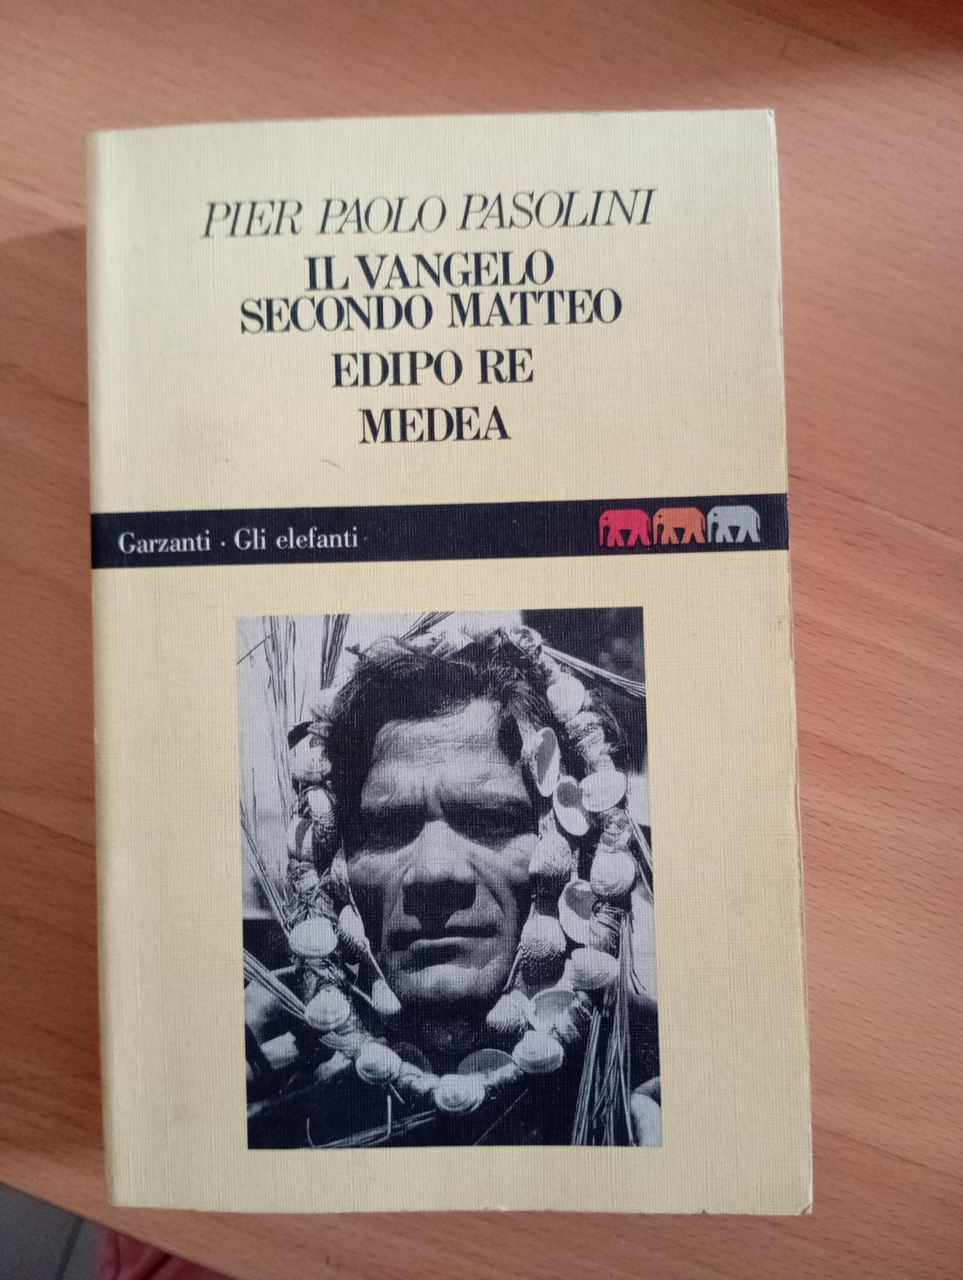 PIER PAOLO PASOLINI
IL VANGELO
SECONDO MATTEO
EDIPO RE
MEDEA
Garzanti · Gli elefanti